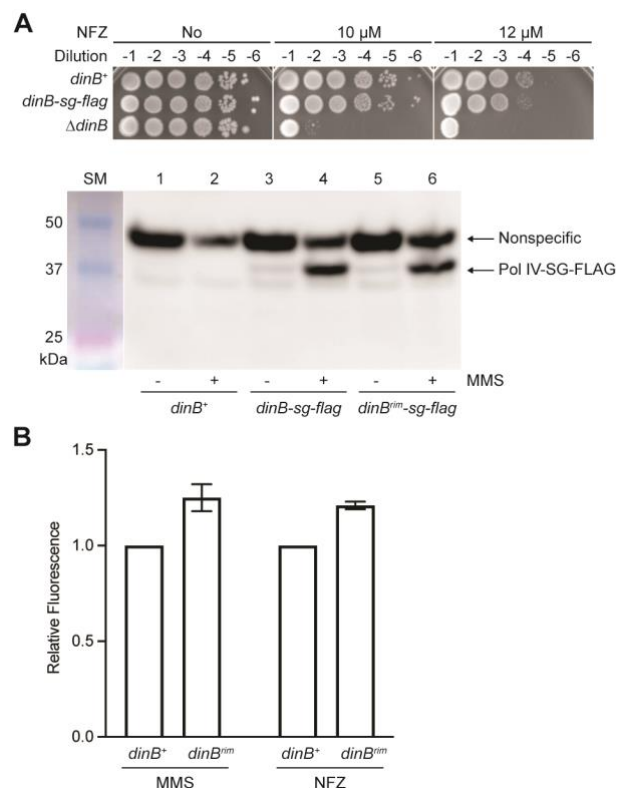 A
NFZ No 10 µM 12 µM
Dilution -1 -2 -3 -4 -5 -6 -1 -2 -3 -4 -5 -6 -1 -2 -3 -4 -5 -6
dinB+
dinB-sg-flag
ΔdinB
SM 1 2 3 4 5 6
50
37
25
kDa
Nonspecific
Pol IV-SG-FLAG
- + - + - + MMS
dinB+ dinB-sg-flag dinBrim-sg-flag
B
Relative Fluorescence
1.5
1.0
0.5
0.0
dinB+ dinBrim dinB+ dinBrim
MMS NFZ